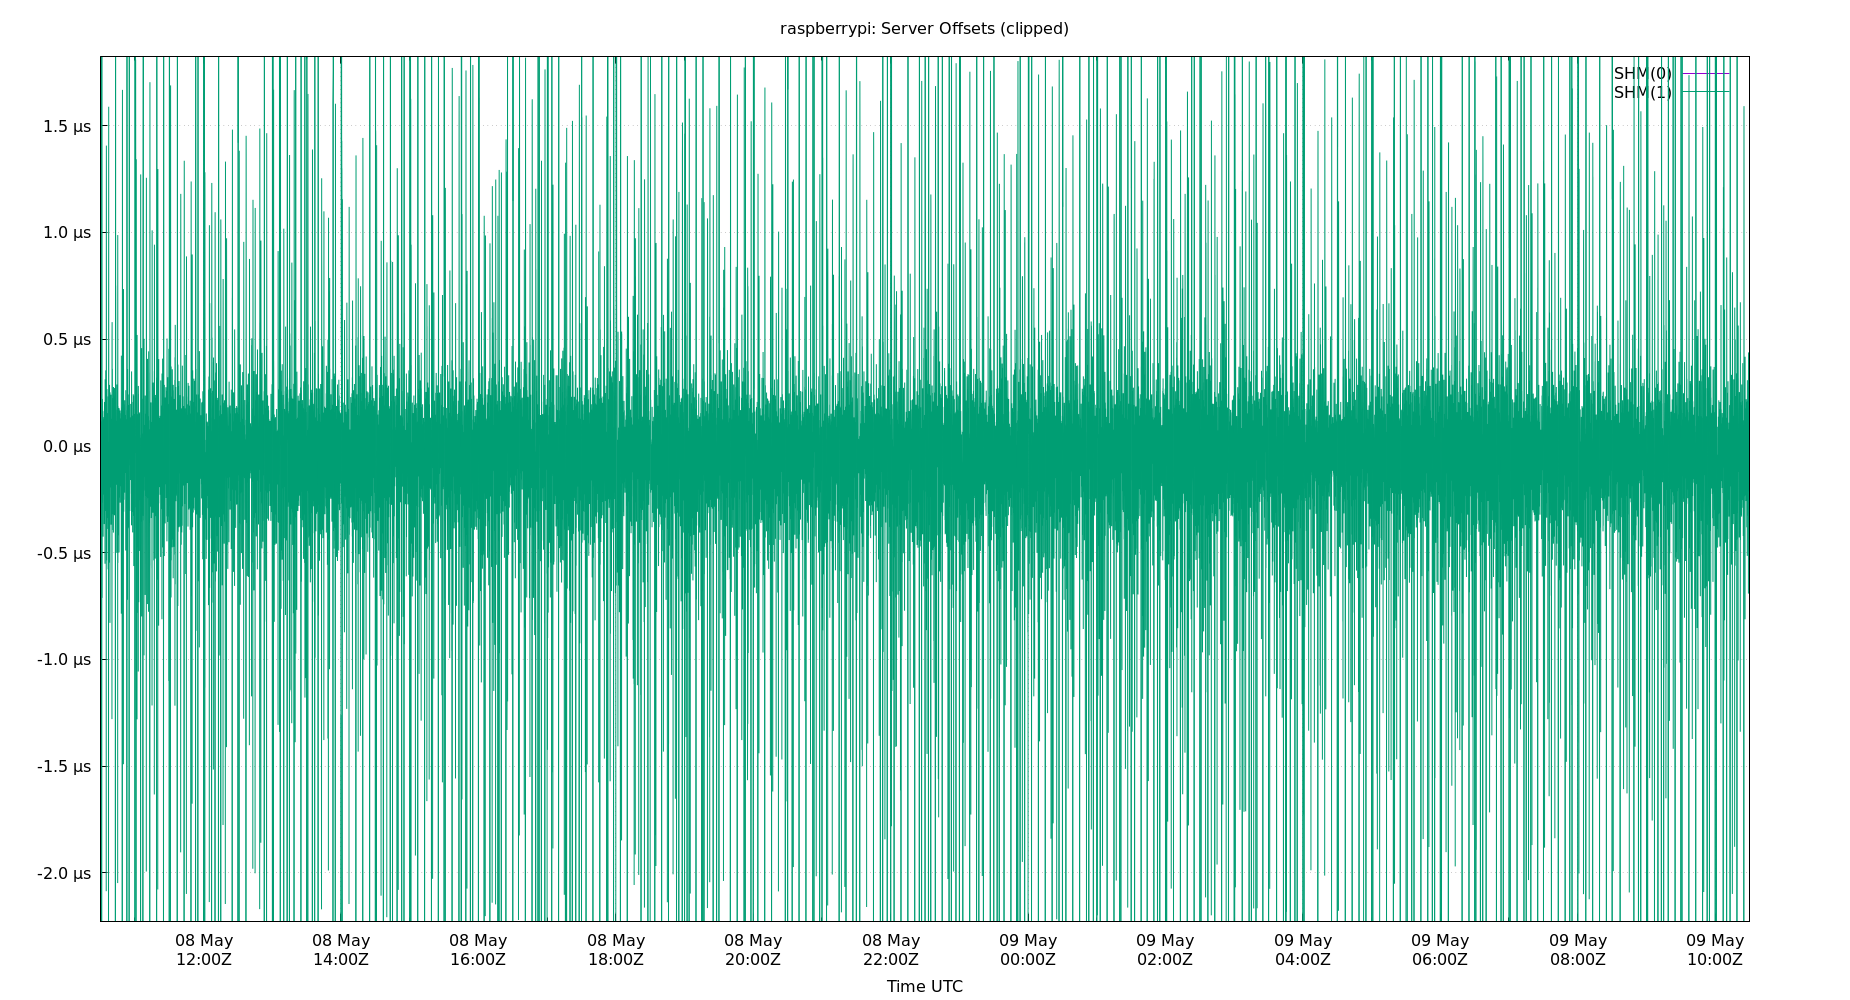 raspberrypi: Server Offsets (clipped)
SHM(0)
SHM(1)
1.5 µs
1.0 µs
0.5 µs
0.0 µs
-0.5 µs
-1.0 µs
-1.5 µs
-2.0 µs
08 May 08 May 08 May 08 May 08 May 08 May 09 May 09 May 09 May 09 May 09 May 09 May
12:00Z 14:00Z 16:00Z 18:00Z 20:00Z 22:00Z 00:00Z 02:00Z 04:00Z 06:00Z 08:00Z 10:00Z
Time UTC